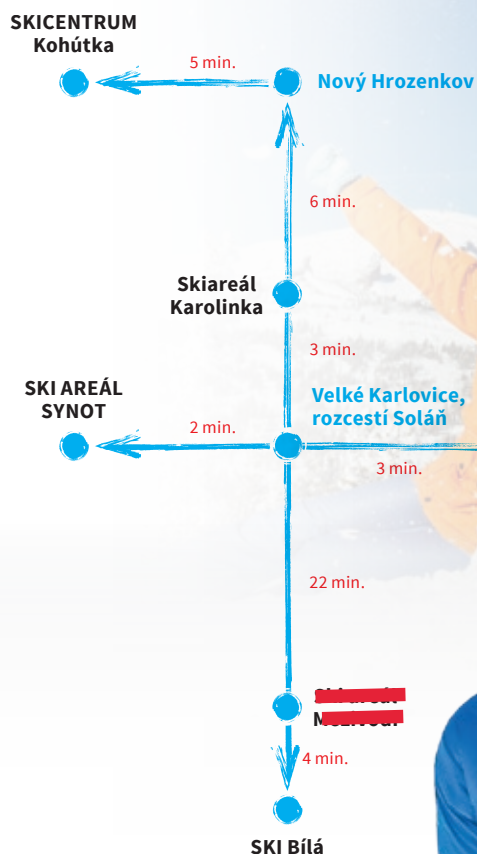 SKICENTRUM
Kohútka
5 min.
Nový Hrozenkov
6 min.
Skiareál
Karolinka
3 min.
SKI AREÁL
SYNOT
2 min.
Velké Karlovice,
rozcestí Soláň
3 min.
22 min.
4 min.
SKI Bílá